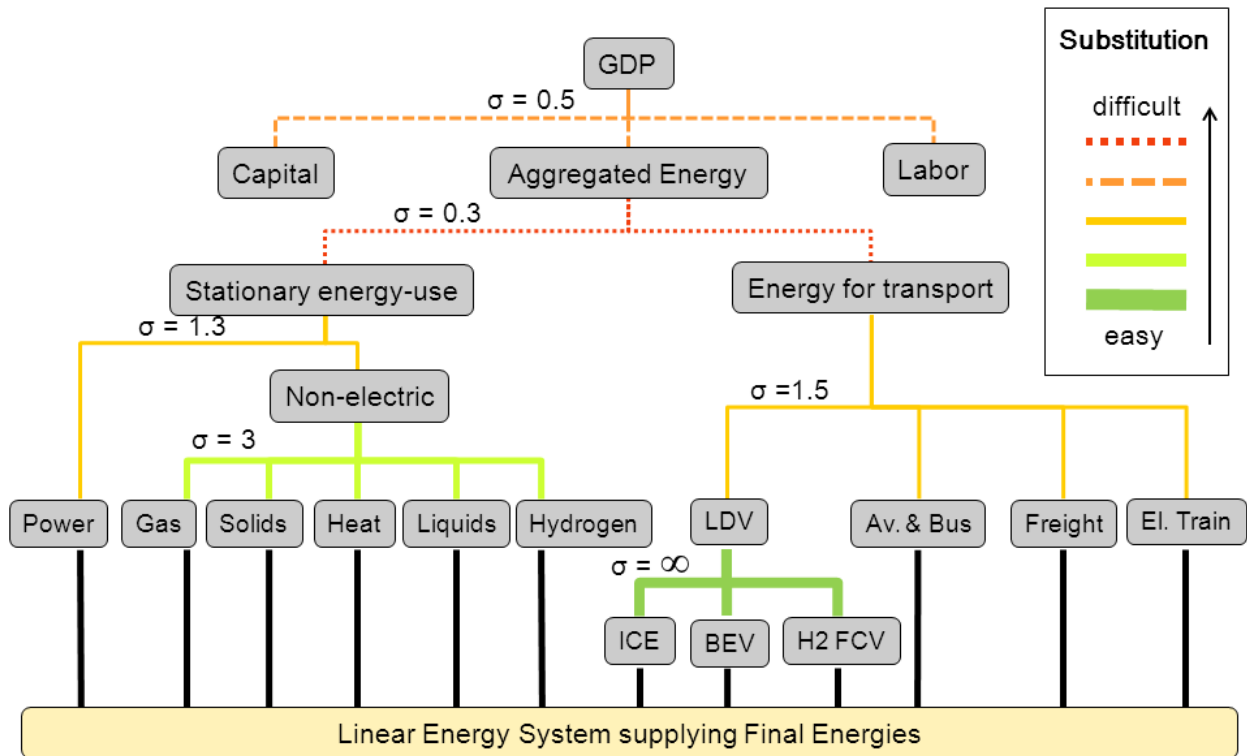 Substitution
difficult
easy
GDP
σ = 0.5
Capital
Aggregated Energy
Labor
σ = 0.3
Stationary energy-use
Energy for transport
σ = 1.3
Non-electric
σ =1.5
σ = 3
Power
Gas
Solids
Heat
Liquids
Hydrogen
LDV
Av. & Bus
Freight
El. Train
σ = ∞
ICE
BEV
H2 FCV
Linear Energy System supplying Final Energies